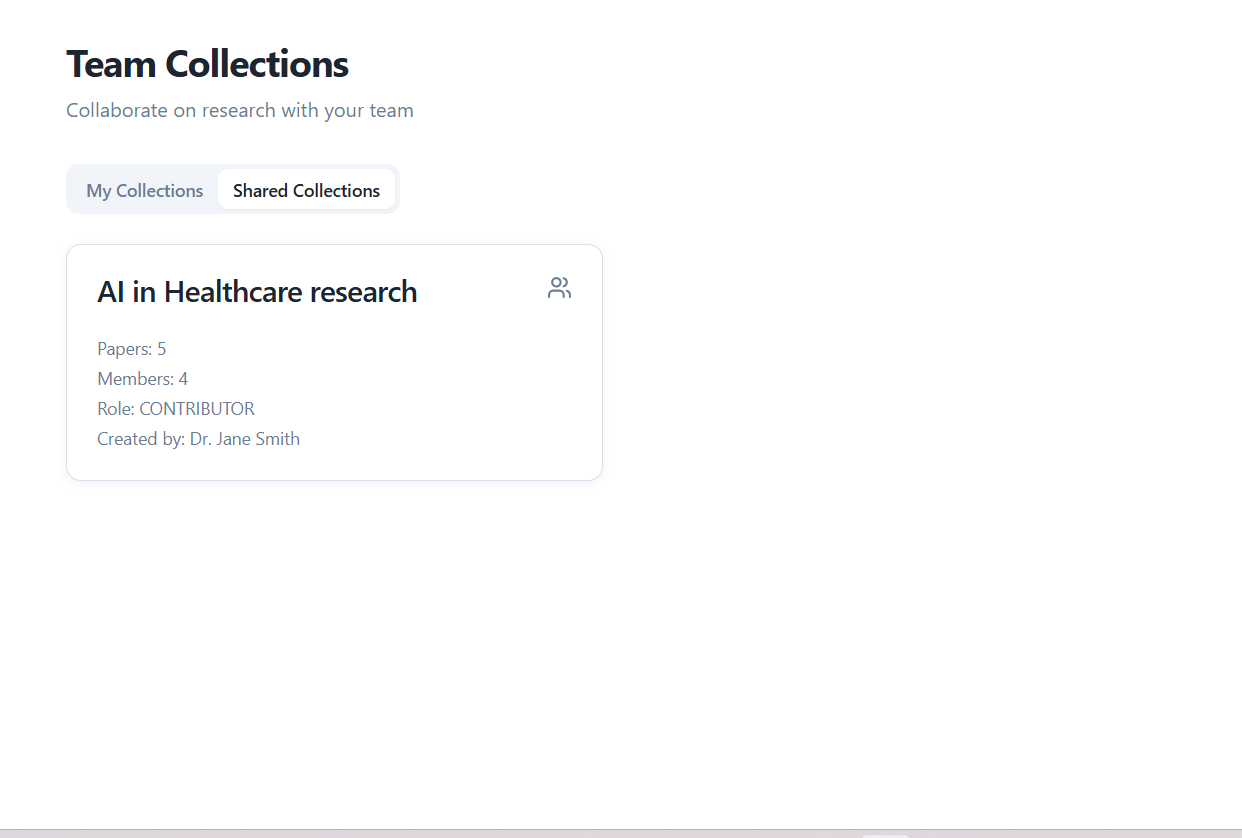 Team Collections
Collaborate on research with your team
My Collections
Shared Collections
AI in Healthcare research
Papers: 5
Members: 4
Role: CONTRIBUTOR
Created by: Dr. Jane Smith